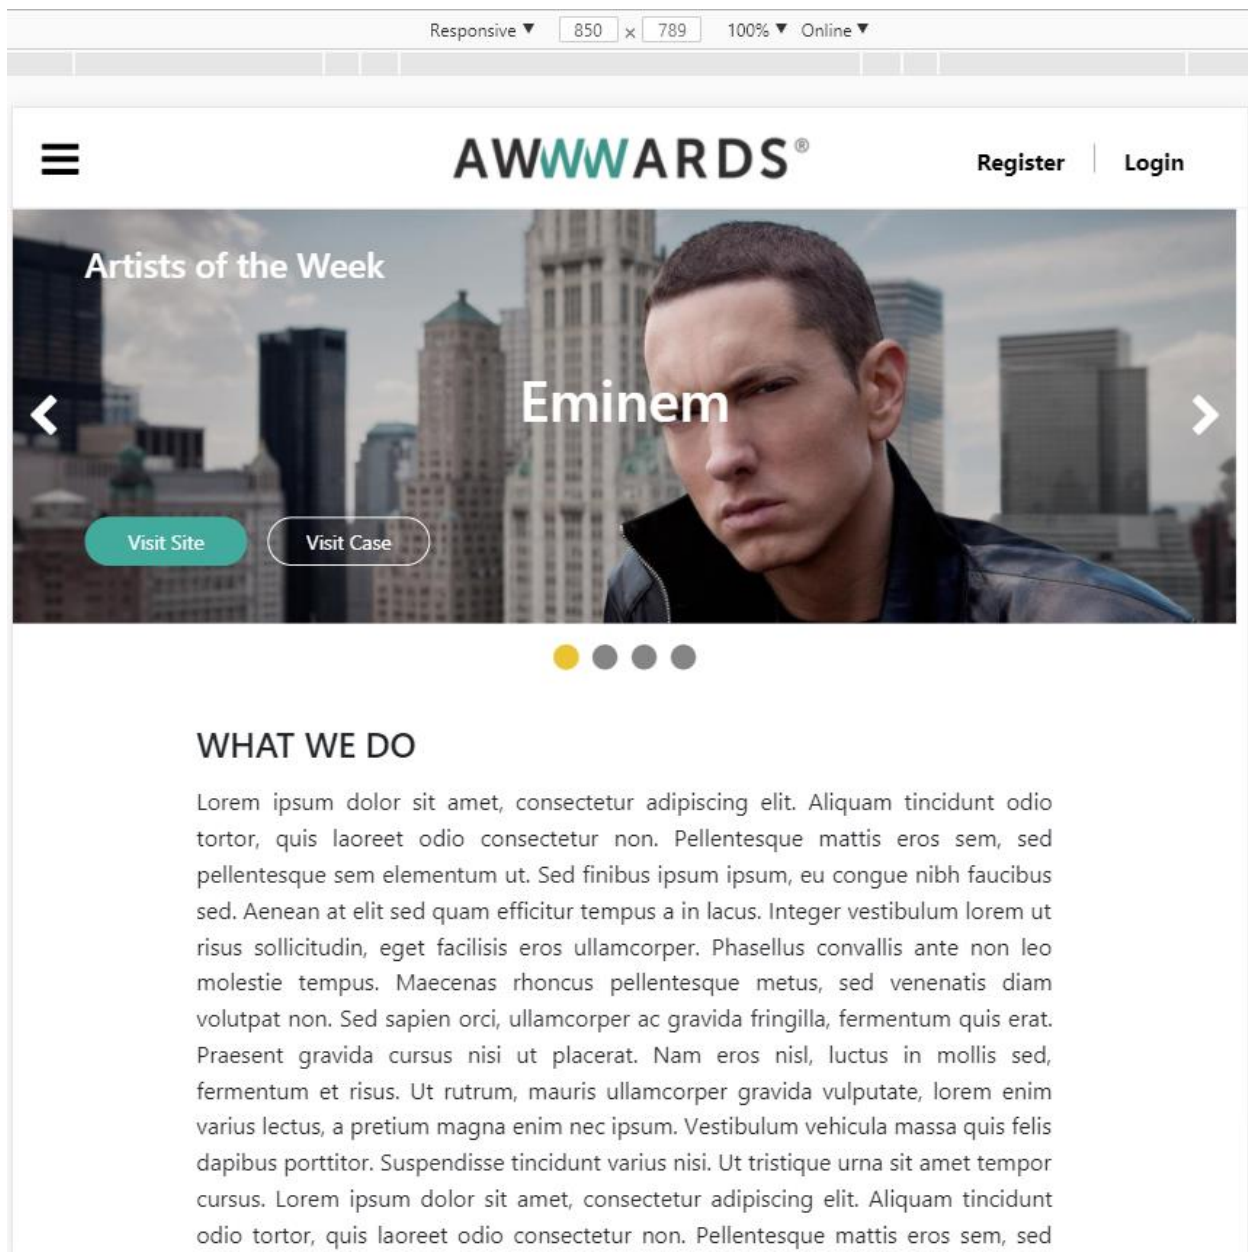 Responsive ▼ 850 × 789 100% ▼ Online ▼
AWWWARDS®
Register Login
Artists of the Week
Eminem
Visit Site Visit Case
WHAT WE DO
Lorem ipsum dolor sit amet, consectetur adipiscing elit. Aliquam tincidunt odio
tortor, quis laoreet odio consectetur non. Pellentesque mattis eros sem, sed
pellentesque sem elementum ut. Sed finibus ipsum ipsum, eu congue nibh faucibus
sed. Aenean at elit sed quam efficitur tempus a in lacus. Integer vestibulum lorem ut
risus sollicitudin, eget facilisis eros ullamcorper. Phasellus convallis ante non leo
molestie tempus. Maecenas rhoncus pellentesque metus, sed venenatis diam
volutpat non. Sed sapien orci, ullamcorper ac gravida fringilla, fermentum quis erat.
Praesent gravida cursus nisi ut placerat. Nam eros nisl, luctus in mollis sed,
fermentum et risus. Ut rutrum, mauris ullamcorper gravida vulputate, lorem enim
varius lectus, a pretium magna enim nec ipsum. Vestibulum vehicula massa quis felis
dapibus porttitor. Suspendisse tincidunt varius nisi. Ut tristique urna sit amet tempor
cursus. Lorem ipsum dolor sit amet, consectetur adipiscing elit. Aliquam tincidunt
odio tortor, quis laoreet odio consectetur non. Pellentesque mattis eros sem, sed